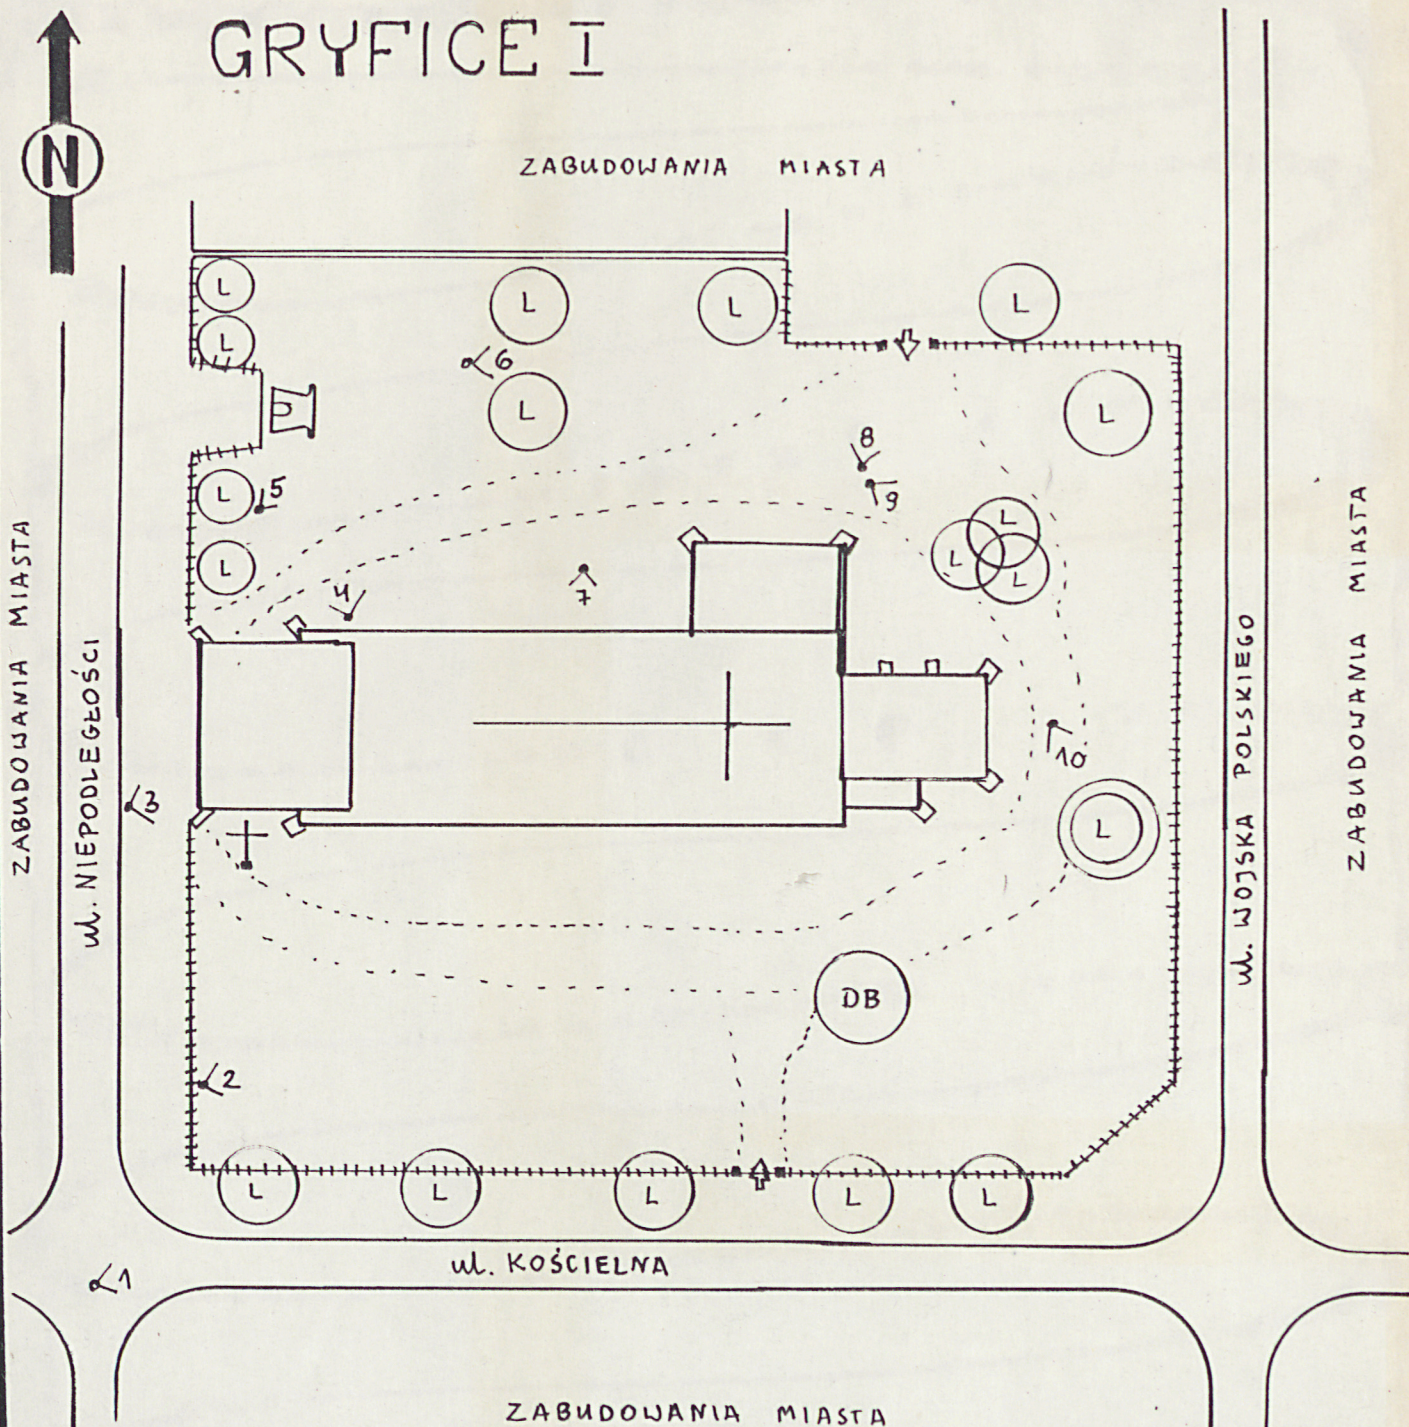 GRYFICE I
N
ZABUDOWANIA MIASTA
L
L
L
L
L
L
L
6
L
8
9
L
5
L
L
L
L
4
7
ZABUDOWANIA MIASTA
ul. NIEPODLEGŁOŚCI
3
10
L
ul. WOJSKA POLSKIEGO
ZABUDOWANIA MIASTA
DB
2
L
L
L
L
L
ul. KOŚCIELNA
1
ZABUDOWANIA MIASTA